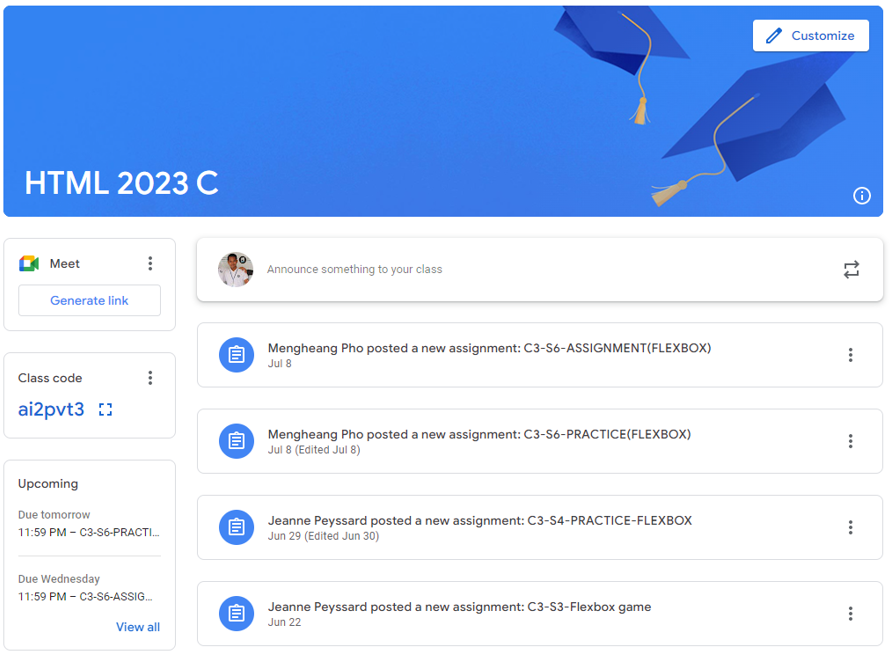 Customize
HTML 2023 C
Meet
Generate link
Class code
ai2pvt3
Upcoming
Due tomorrow
11:59 PM – C3-S6-PRACTI...
Due Wednesday
11:59 PM – C3-S6-ASSIG...
View all
Announce something to your class
Mengheang Pho posted a new assignment: C3-S6-ASSIGNMENT(FLEXBOX)
Jul 8
Mengheang Pho posted a new assignment: C3-S6-PRACTICE(FLEXBOX)
Jul 8 (Edited Jul 8)
Jeanne Peyssard posted a new assignment: C3-S4-PRACTICE-FLEXBOX
Jun 29 (Edited Jun 30)
Jeanne Peyssard posted a new assignment: C3-S3-Flexbox game
Jun 22